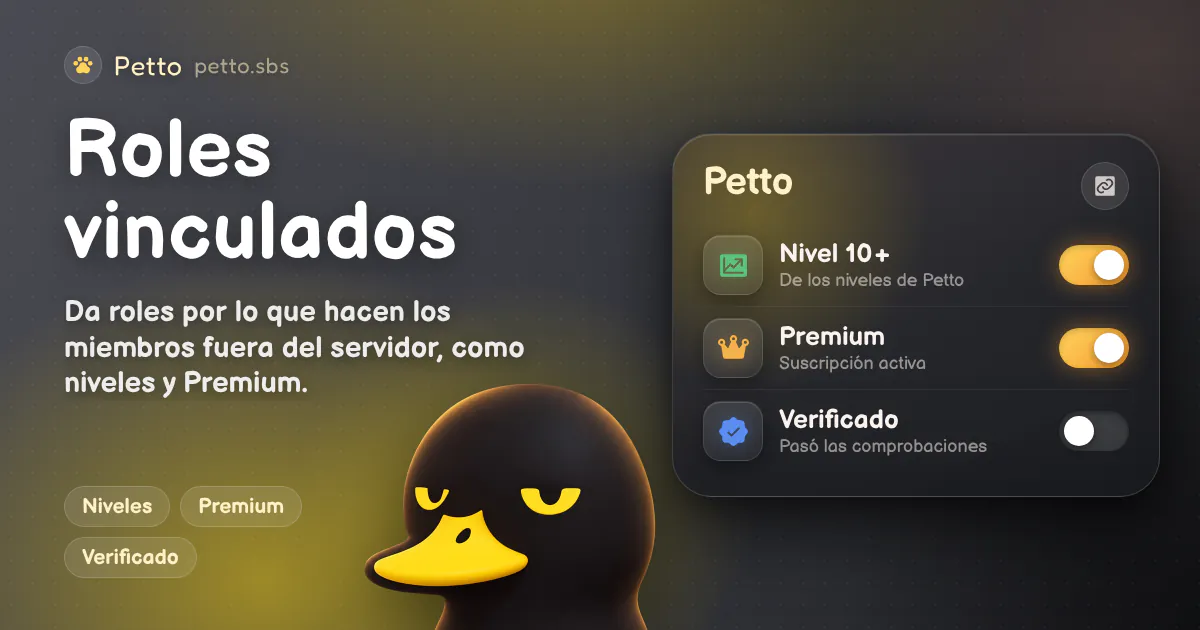 Petto petto.sbs
Roles
vinculados
Da roles por lo que hacen los
miembros fuera del servidor, como
niveles y Premium.
Niveles
Premium
Verificado
Petto
Nivel 10+
De los niveles de Petto
Premium
Suscripción activa
Verificado
Pasó las comprobaciones